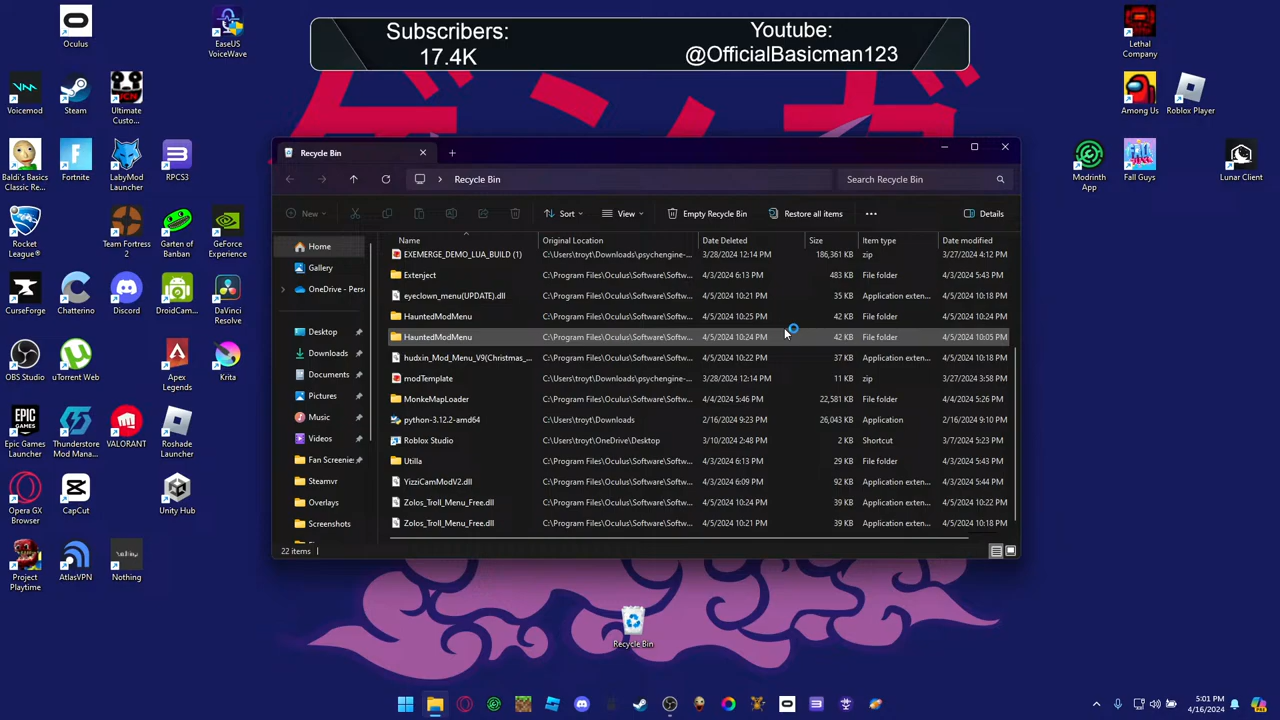 Subscribers:
17.4K
Youtube:
@OfficialBasicman123
Oculus
EaseUS
VoiceWave
Voicemod
Steam
Ultimate
Custo...
Baldi's Basics
Classic Re...
Fortnite
LabyMod
Launcher
RPCS3
Rocket
League®
Team Fortress
2
Garten of
Banban
GeForce
Experience
CurseForge
Chatterino
Discord
DroidCam...
DaVinci
Resolve
OBS Studio
uTorrent Web
Apex
Legends
Krita
Epic Games
Launcher
Thunderstore
Mod Mana...
VALORANT
Roshade
Launcher
Opera GX
Browser
CapCut
Unity Hub
Project
Playtime
AtlasVPN
Nothing
Lethal
Company
Among Us
Roblox Player
Modrinth
App
Fall Guys
Lunar Client
Recycle Bin
Recycle Bin
Search Recycle Bin
New
Sort
View
Empty Recycle Bin
Restore all items
Details
Home
Gallery
OneDrive - Pers
Desktop
Downloads
Documents
Pictures
Music
Videos
Fan Screenies
Steamvr
Overlays
Screenshots
Name Original Location Date Deleted Size Item type Date modified
EXEMERGE_DEMO_LUA_BUILD (1) C:\Users\troyt\Downloads\psychengine-... 3/28/2024 12:14 PM 186,361 KB zip 3/27/2024 4:12 PM
Extenject C:\Program Files\Oculus\Software\Softw... 4/3/2024 6:13 PM 483 KB File folder 4/3/2024 5:43 PM
eyeclown_menu(UPDATE).dll C:\Program Files\Oculus\Software\Softw... 4/5/2024 10:21 PM 35 KB Application exten... 4/5/2024 10:18 PM
HauntedModMenu C:\Program Files\Oculus\Software\Softw... 4/5/2024 10:25 PM 42 KB File folder 4/5/2024 10:24 PM
HauntedModMenu C:\Program Files\Oculus\Software\Softw... 4/5/2024 10:24 PM 42 KB File folder 4/5/2024 10:05 PM
hudxin_Mod_Menu_V9(Christmas_... C:\Program Files\Oculus\Software\Softw... 4/5/2024 10:22 PM 37 KB Application exten... 4/5/2024 10:18 PM
modTemplate C:\Users\troyt\Downloads\psychengine-... 3/28/2024 12:14 PM 11 KB zip 3/27/2024 3:58 PM
MonkeMapLoader C:\Program Files\Oculus\Software\Softw... 4/4/2024 5:46 PM 22,581 KB File folder 4/4/2024 5:26 PM
python-3.12.2-amd64 C:\Users\troyt\Downloads 2/16/2024 9:23 PM 26,043 KB Application 2/16/2024 9:10 PM
Roblox Studio C:\Users\troyt\OneDrive\Desktop 3/10/2024 2:48 PM 2 KB Shortcut 3/7/2024 5:23 PM
Utilla C:\Program Files\Oculus\Software\Softw... 4/3/2024 6:13 PM 29 KB File folder 4/3/2024 5:43 PM
YizziCamModV2.dll C:\Program Files\Oculus\Software\Softw... 4/3/2024 6:09 PM 92 KB Application exten... 4/3/2024 5:44 PM
Zolos_Troll_Menu_Free.dll C:\Program Files\Oculus\Software\Softw... 4/5/2024 10:24 PM 39 KB Application exten... 4/5/2024 10:22 PM
Zolos_Troll_Menu_Free.dll C:\Program Files\Oculus\Software\Softw... 4/5/2024 10:21 PM 39 KB Application exten... 4/5/2024 10:18 PM
22 items
Recycle Bin
5:01 PM
4/16/2024